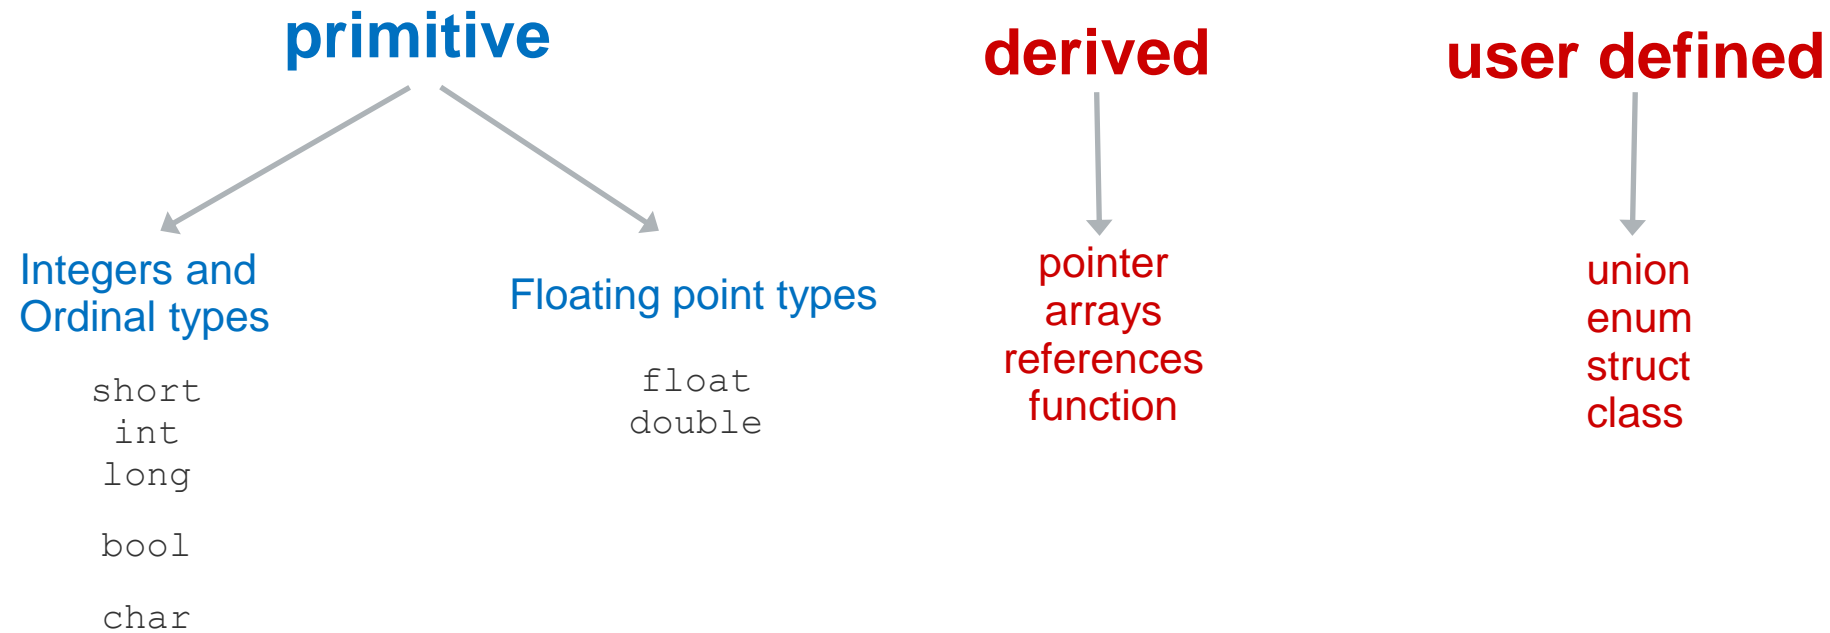 primitive
derived
user defined
Integers and
Ordinal types
short
int
long
bool
char
Floating point types
float
double
pointer
arrays
references
function
union
enum
struct
class